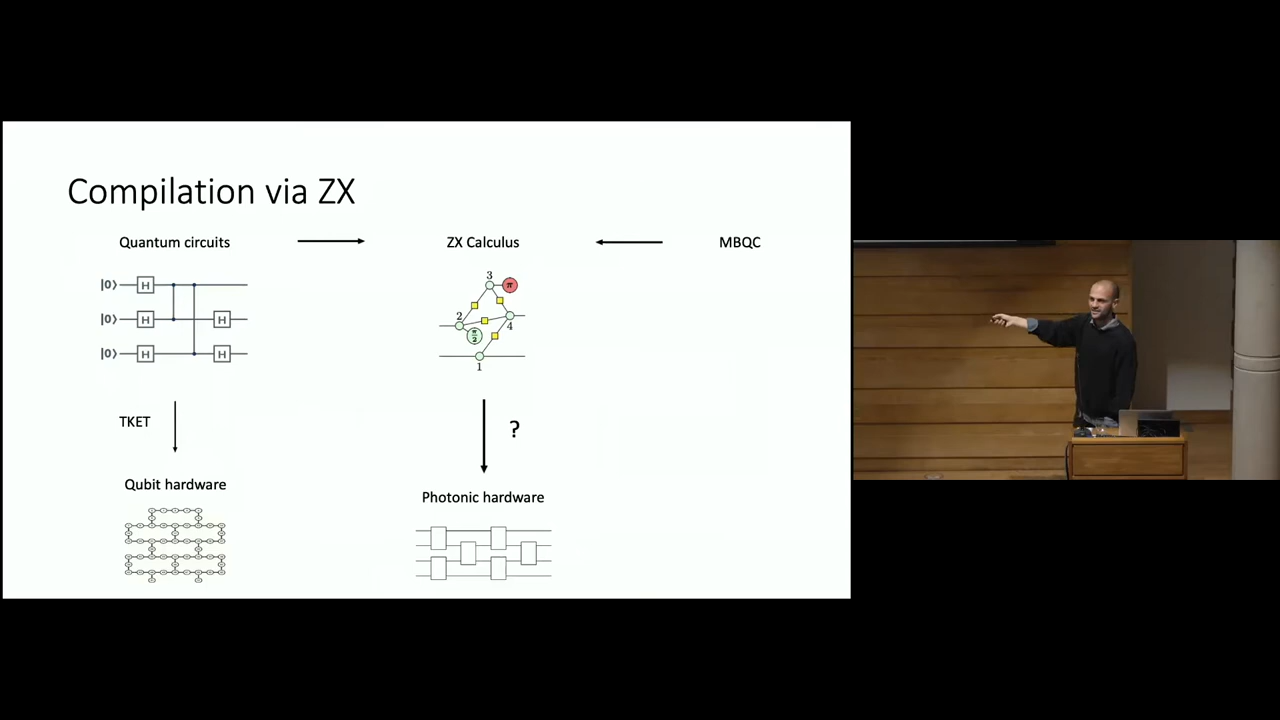 Compilation via ZX
Quantum circuits
ZX Calculus
MBQC
|0⟩ H
|0⟩ H H
|0⟩ H H
3 π
2 4
π/2
1
TKET
?
Qubit hardware
Photonic hardware